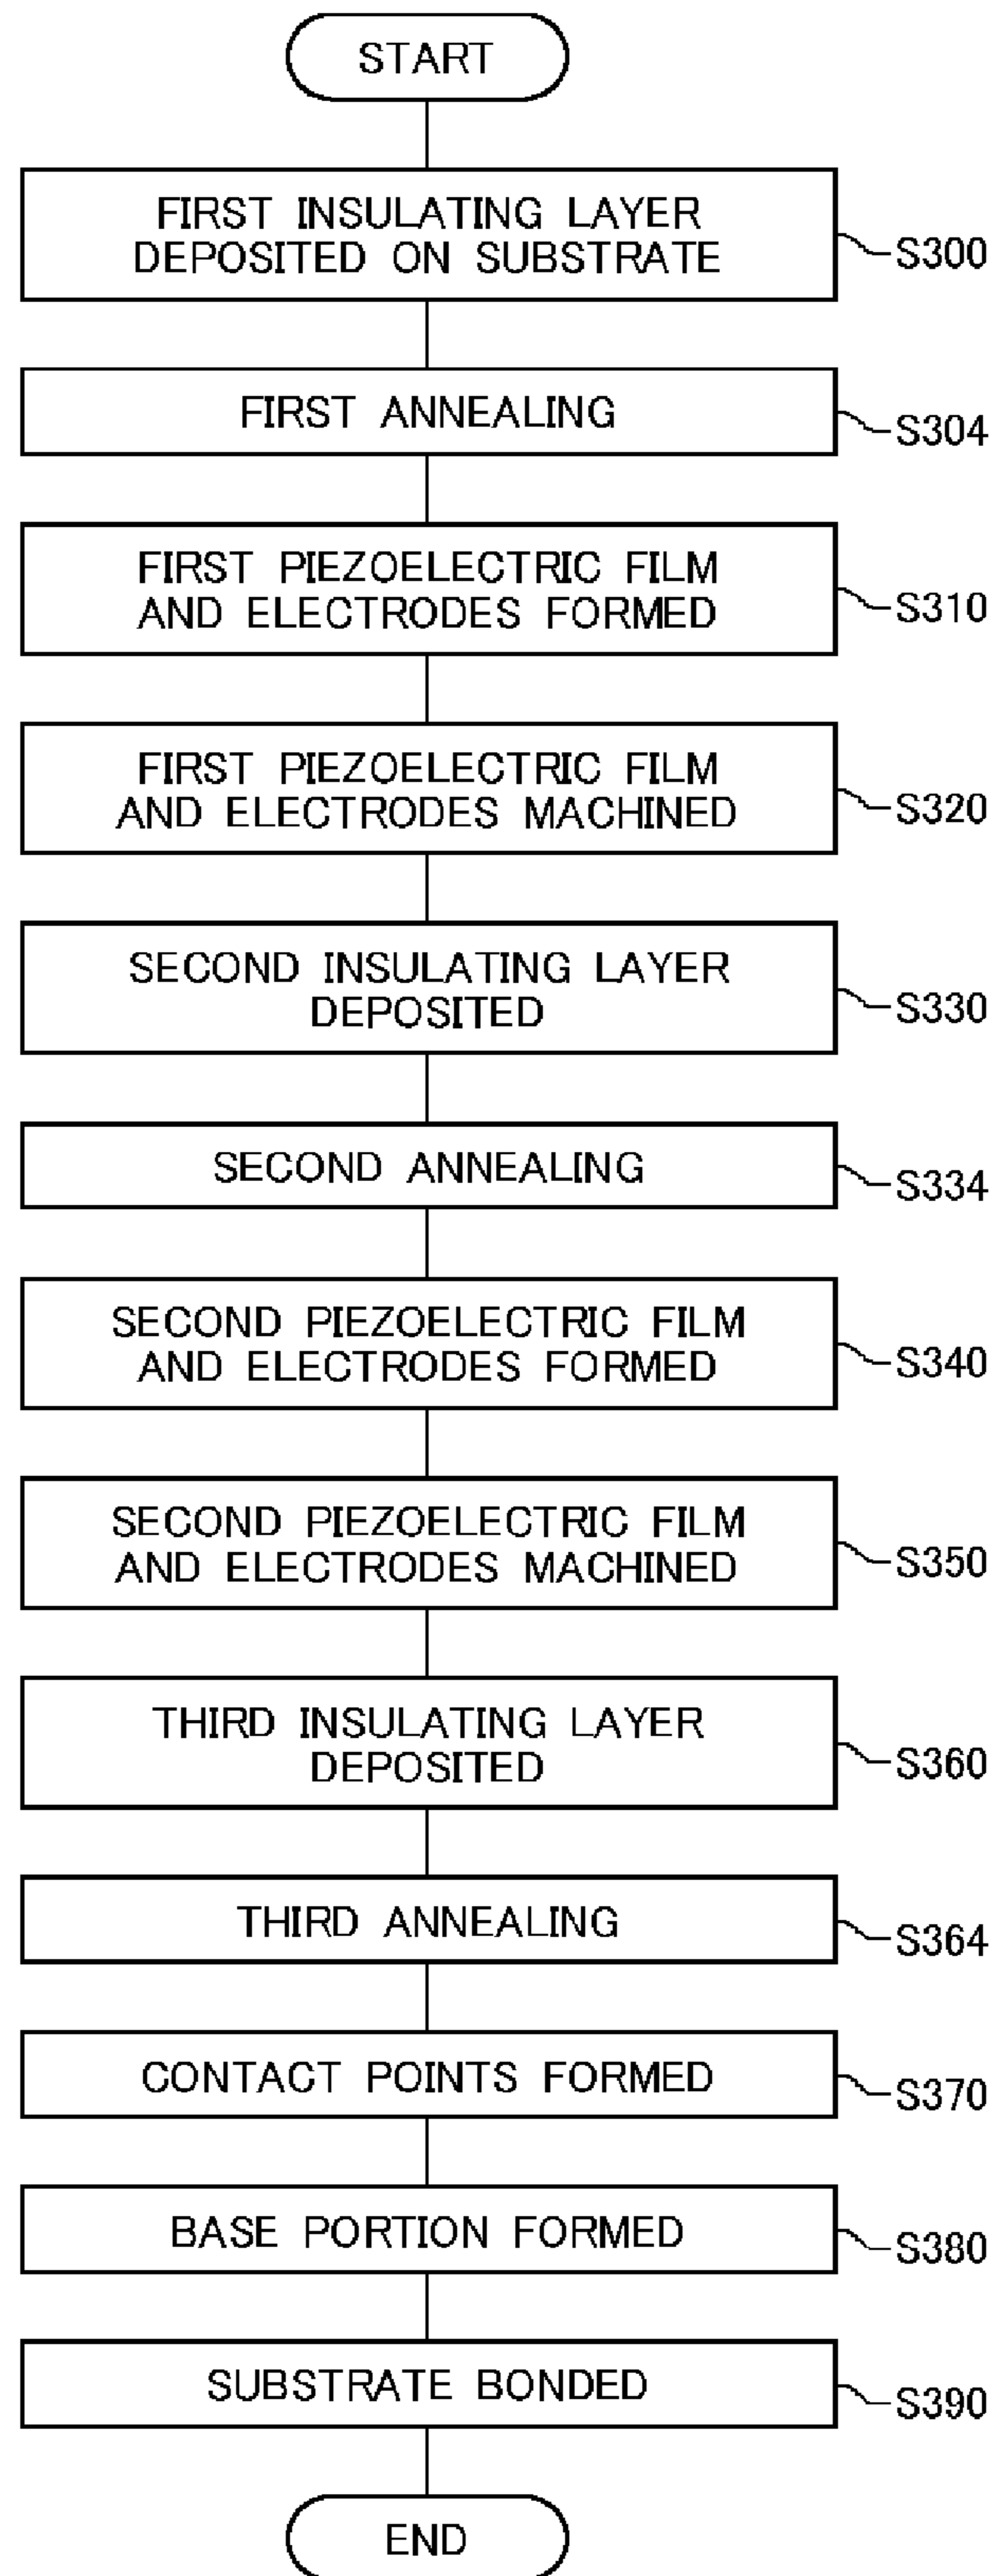 START
FIRST INSULATING LAYER
DEPOSITED ON SUBSTRATE
S300
FIRST ANNEALING
S304
FIRST PIEZOELECTRIC FILM
AND ELECTRODES FORMED
S310
FIRST PIEZOELECTRIC FILM
AND ELECTRODES MACHINED
S320
SECOND INSULATING LAYER
DEPOSITED
S330
SECOND ANNEALING
S334
SECOND PIEZOELECTRIC FILM
AND ELECTRODES FORMED
S340
SECOND PIEZOELECTRIC FILM
AND ELECTRODES MACHINED
S350
THIRD INSULATING LAYER
DEPOSITED
S360
THIRD ANNEALING
S364
CONTACT POINTS FORMED
S370
BASE PORTION FORMED
S380
SUBSTRATE BONDED
S390
END